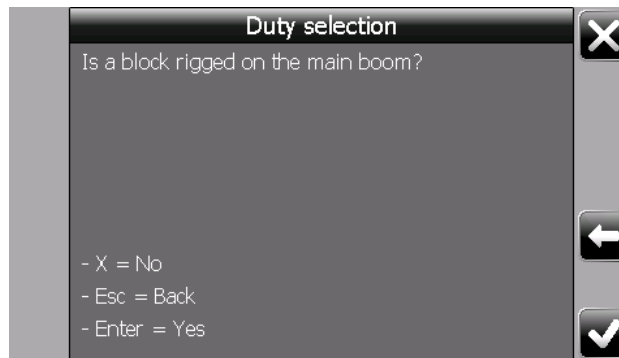 Duty selection
Is a block rigged on the main boom?
- X = No
- Esc = Back
- Enter = Yes